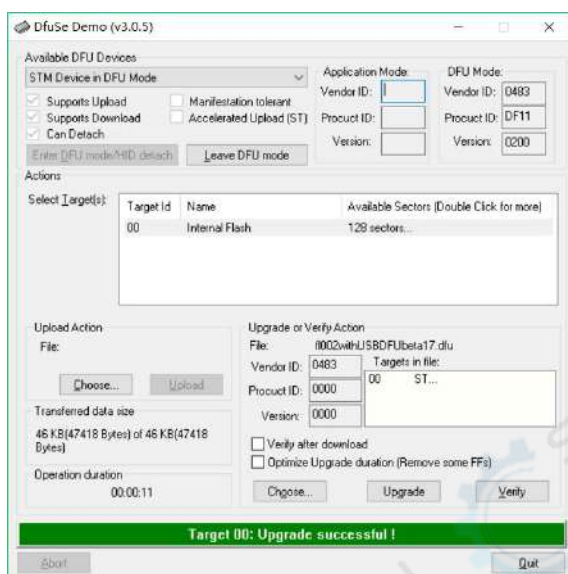 DfuSe Demo (v3.0.5)
Available DFU Devices
STM Device in DFU Mode
Supports Upload
Manifestation tolerant
Supports Download
Accelerated Upload (ST)
Can Detach
Enter DFU mode/HID detach
Leave DFU mode
Application Mode:
Vendor ID:
Procuct ID:
Version:
DFU Mode:
Vendor ID: 0483
Procuct ID: DF11
Version: 0200
Actions
Select Target(s):
Target Id Name Available Sectors (Double Click for more)
00 Internal Flash 128 sectors...
Upload Action
File:
Choose... Upload
Transferred data size
46 KB(47418 Bytes) of 46 KB(47418
Bytes)
Operation duration
00:00:11
Upgrade or Verify Action
File: fl002withUSBDFUbeta17.dfu
Vendor ID: 0483
Procuct ID: 0000
Version: 0000
Targets in file:
00 ST...
Verify after download
Optimize Upgrade duration (Remove some FFs)
Choose... Upgrade Verify
Target 00: Upgrade successful !
Abort Quit